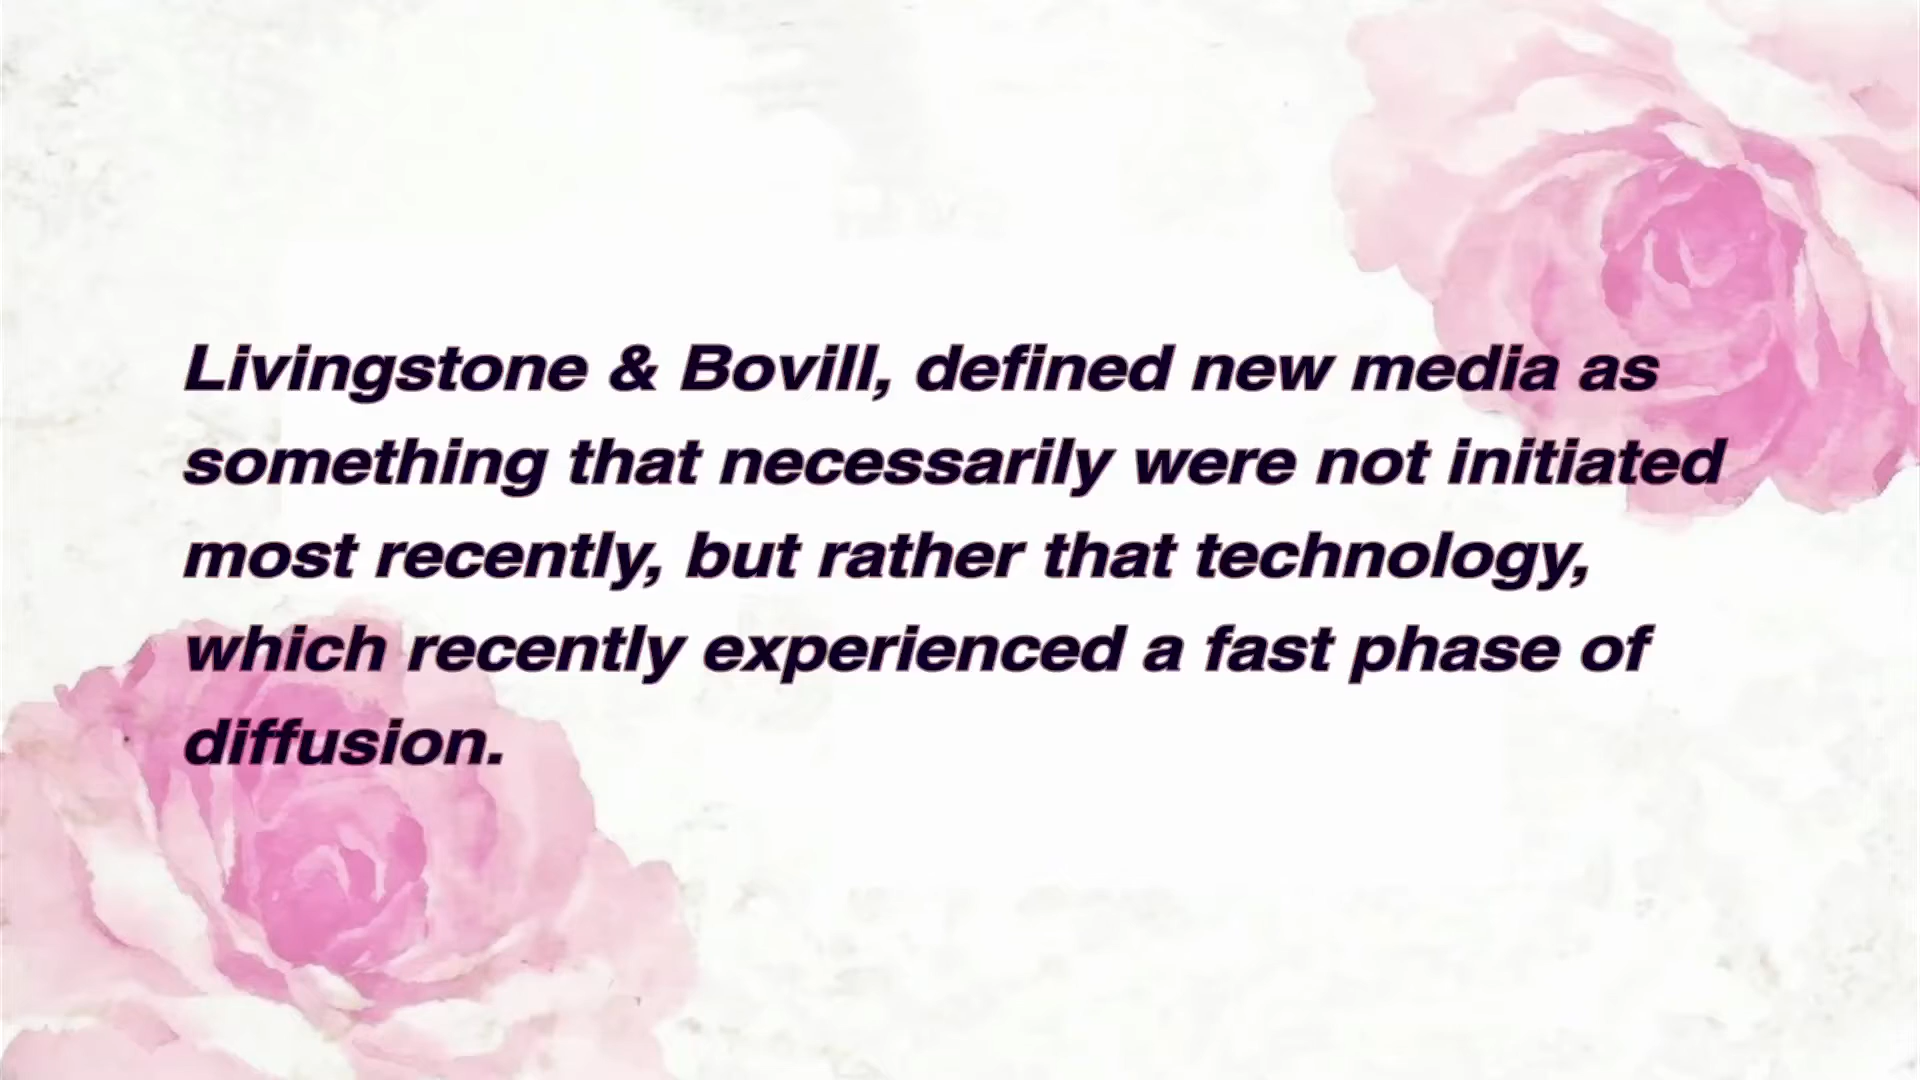 Livingstone & Bovill, defined new media as
something that necessarily were not initiated
most recently, but rather that technology,
which recently experienced a fast phase of
diffusion.